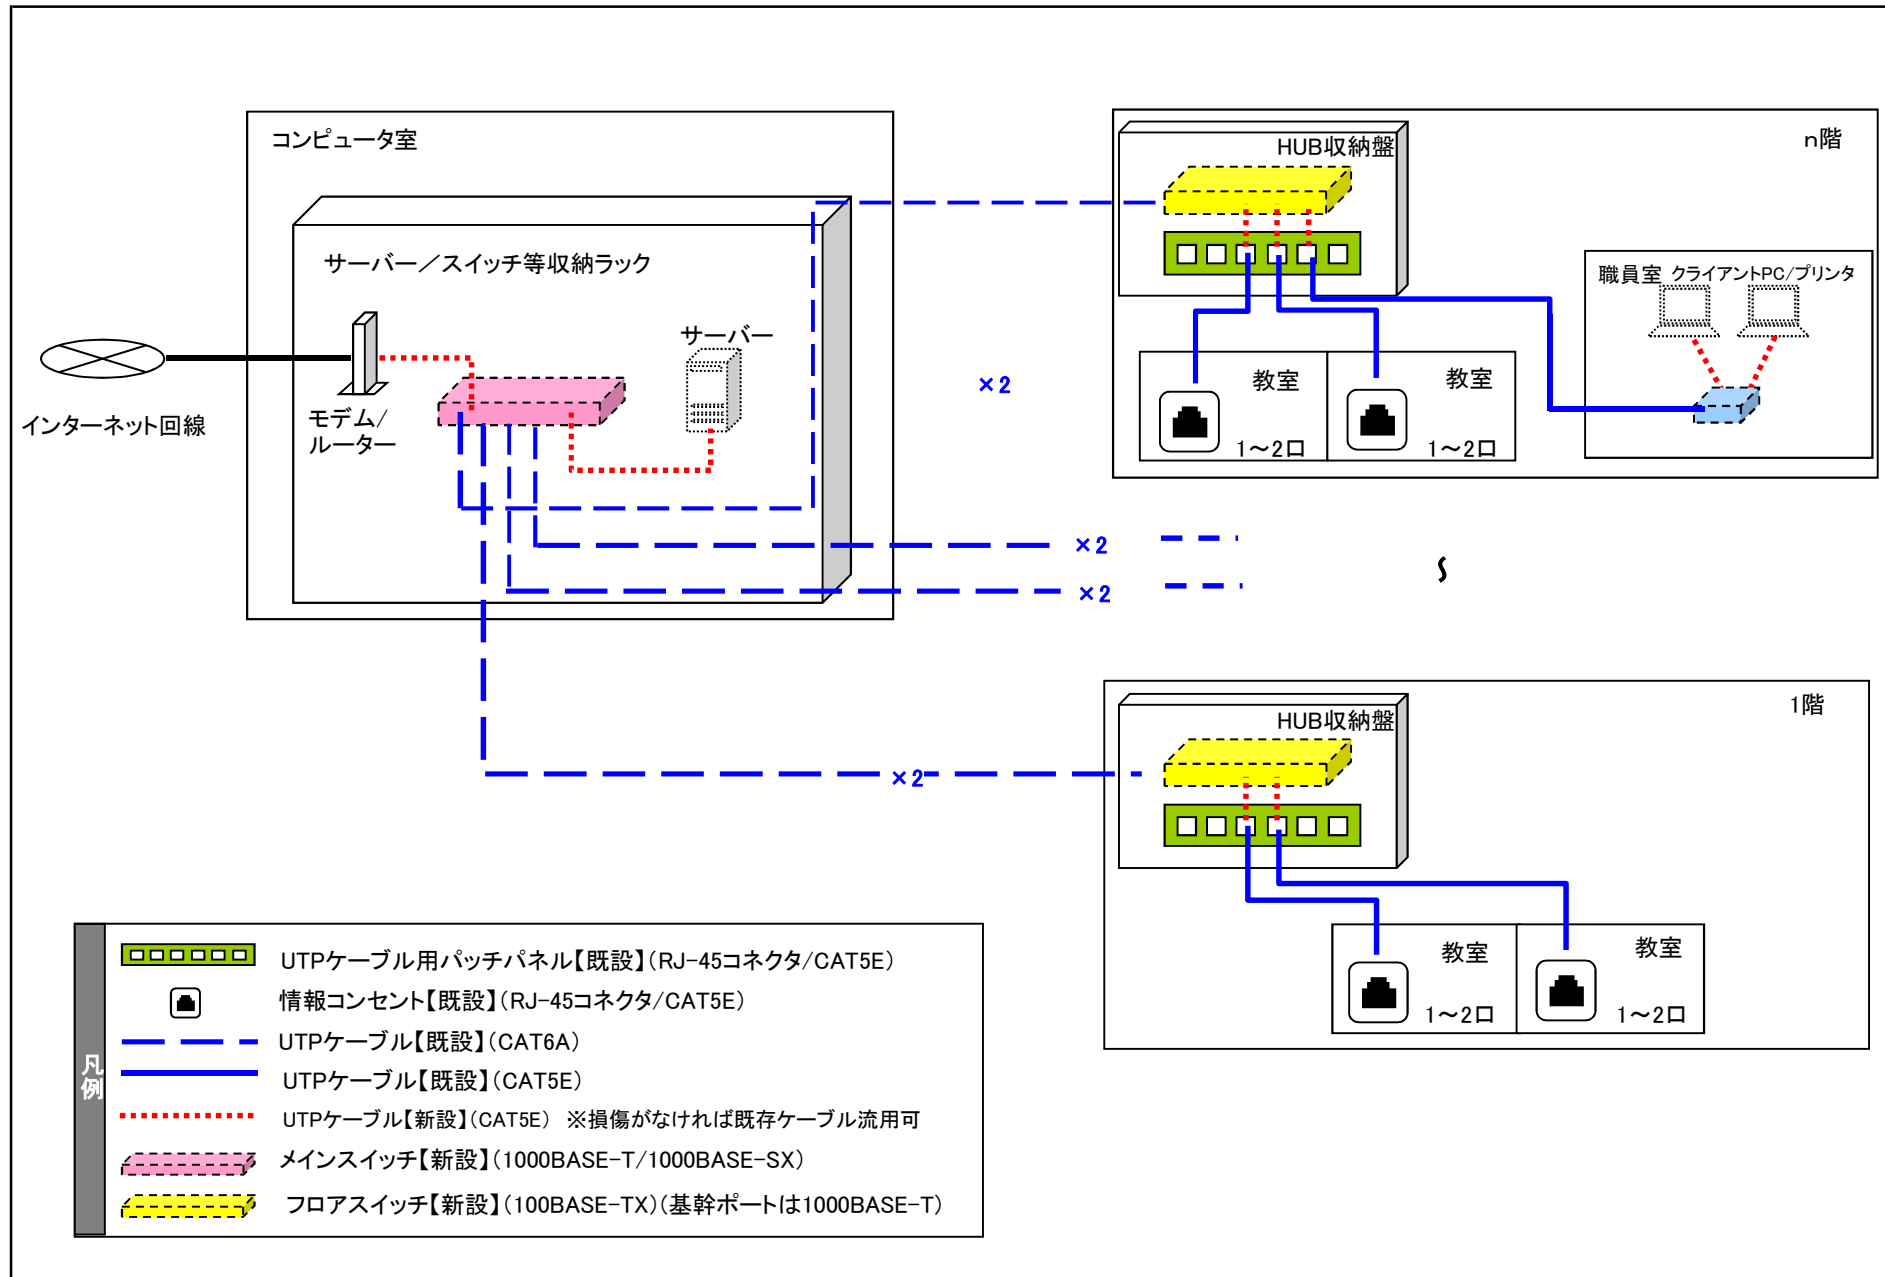 コンピュータ室
サーバー／スイッチ等収納ラック
サーバー
モデム/
ルーター
インターネット回線
×2
×2
×2
×2
HUB収納盤
n階
職員室 クライアントPC/プリンタ
教室
1～2口
教室
1～2口
～
HUB収納盤
1階
教室
1～2口
教室
1～2口
凡例
UTPケーブル用パッチパネル【既設】(RJ-45コネクタ/CAT5E)
情報コンセント【既設】(RJ-45コネクタ/CAT5E)
UTPケーブル【既設】(CAT6A)
UTPケーブル【既設】(CAT5E)
UTPケーブル【新設】(CAT5E) ※損傷がなければ既存ケーブル流用可
メインスイッチ【新設】(1000BASE-T/1000BASE-SX)
フロアスイッチ【新設】(100BASE-TX)(基幹ポートは1000BASE-T)